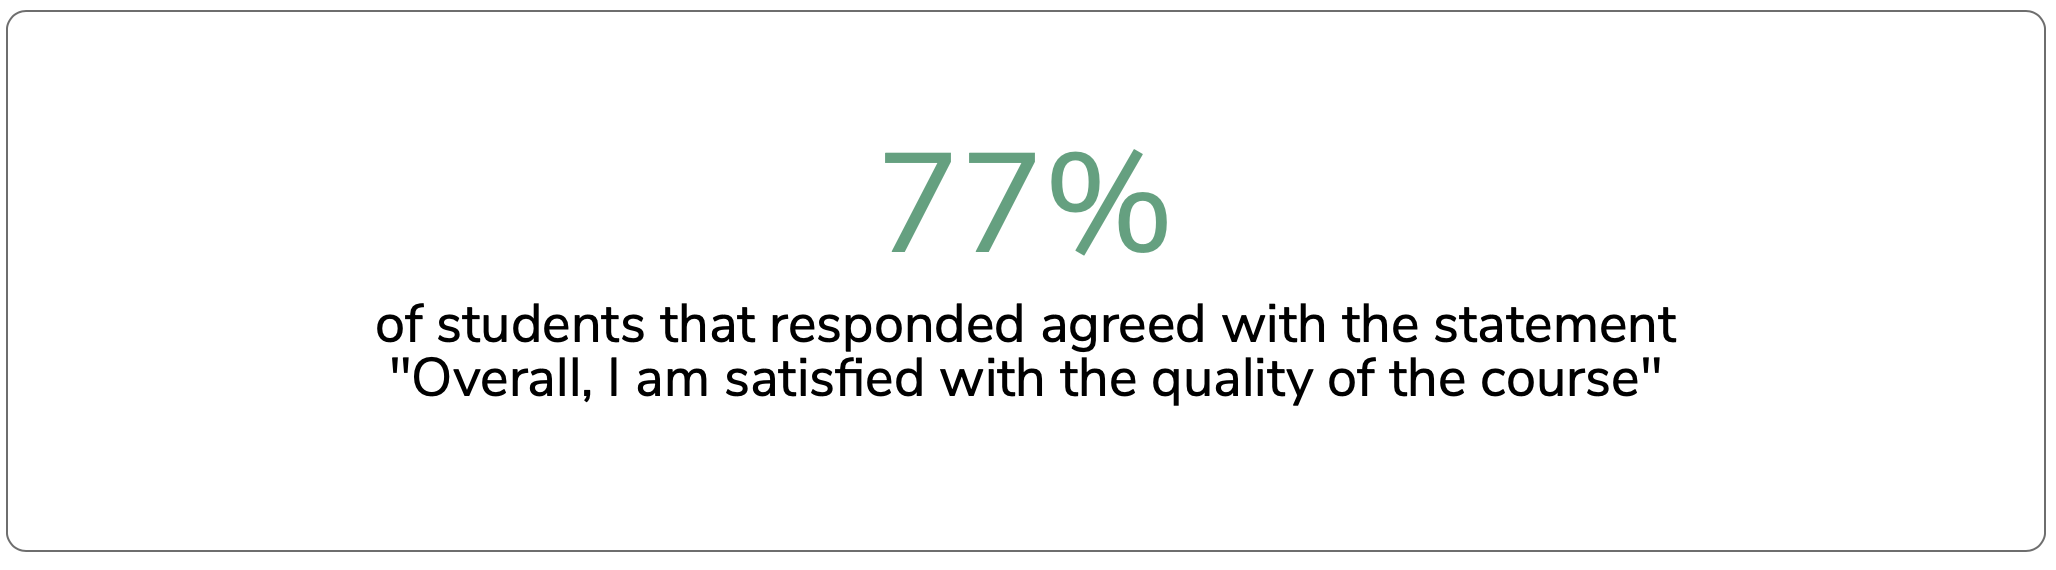 77%
of students that responded agreed with the statement
"Overall, I am satisfied with the quality of the course"